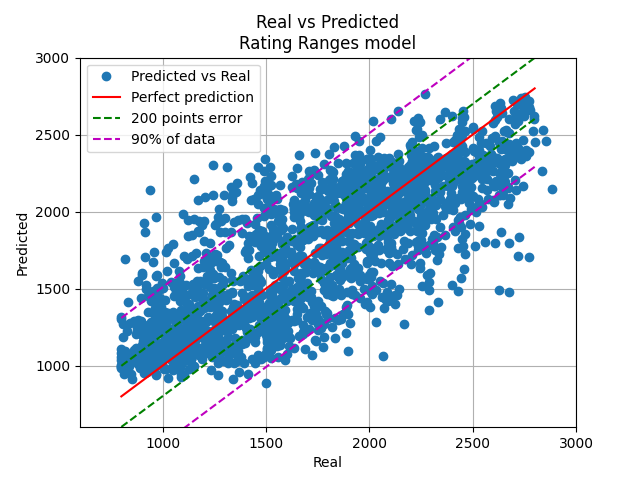 Real vs Predicted
Rating Ranges model
Predicted vs Real
Perfect prediction
200 points error
90% of data
3000
2500
2000
1500
1000
Predicted
1000 1500 2000 2500 3000
Real